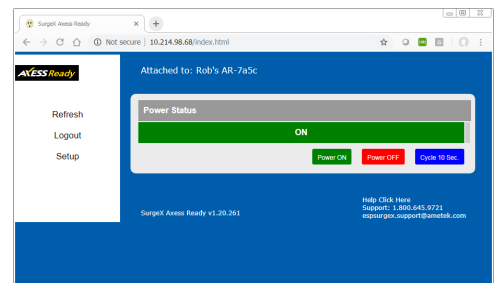 SurgeX Axess Ready
Not secure | 10.214.98.68/index.html
AXESS Ready
Attached to: Rob's AR-7a5c
Refresh
Logout
Setup
Power Status
ON
Power ON
Power OFF
Cycle 10 Sec.
SurgeX Axess Ready v1.20.261
Help Click Here
Support: 1.800.645.9721
espsurgex.support@ametek.com